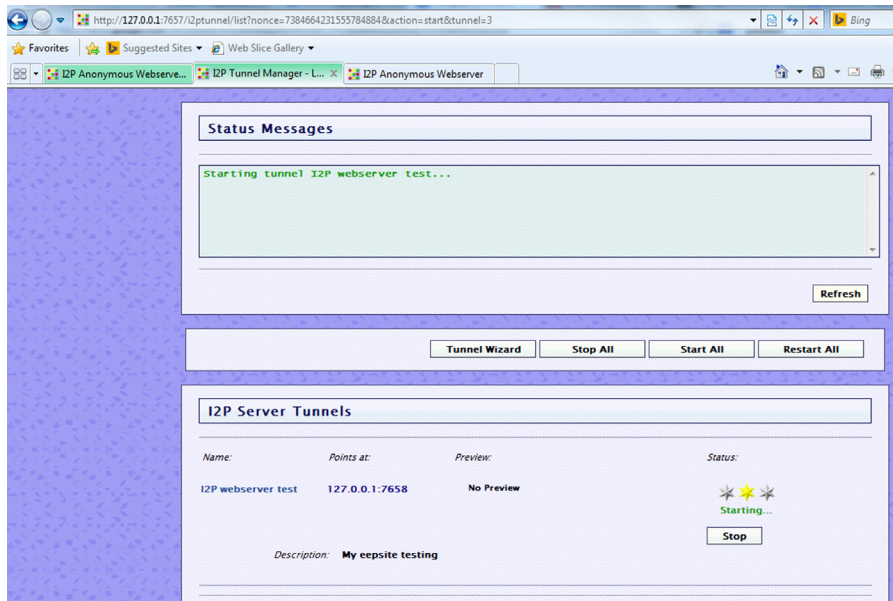 http://127.0.0.1:7657/i2ptunnel/list?nonce=7384664231555784884&action=start&tunnel=3
Bing
Favorites
Suggested Sites
Web Slice Gallery
I2P Anonymous Webserve...
I2P Tunnel Manager - L...
I2P Anonymous Webserver
Status Messages
Starting tunnel I2P webserver test...
Refresh
Tunnel Wizard
Stop All
Start All
Restart All
I2P Server Tunnels
Name:
Points at:
Preview:
Status:
I2P webserver test
127.0.0.1:7658
No Preview
Starting...
Stop
Description:
My eepsite testing